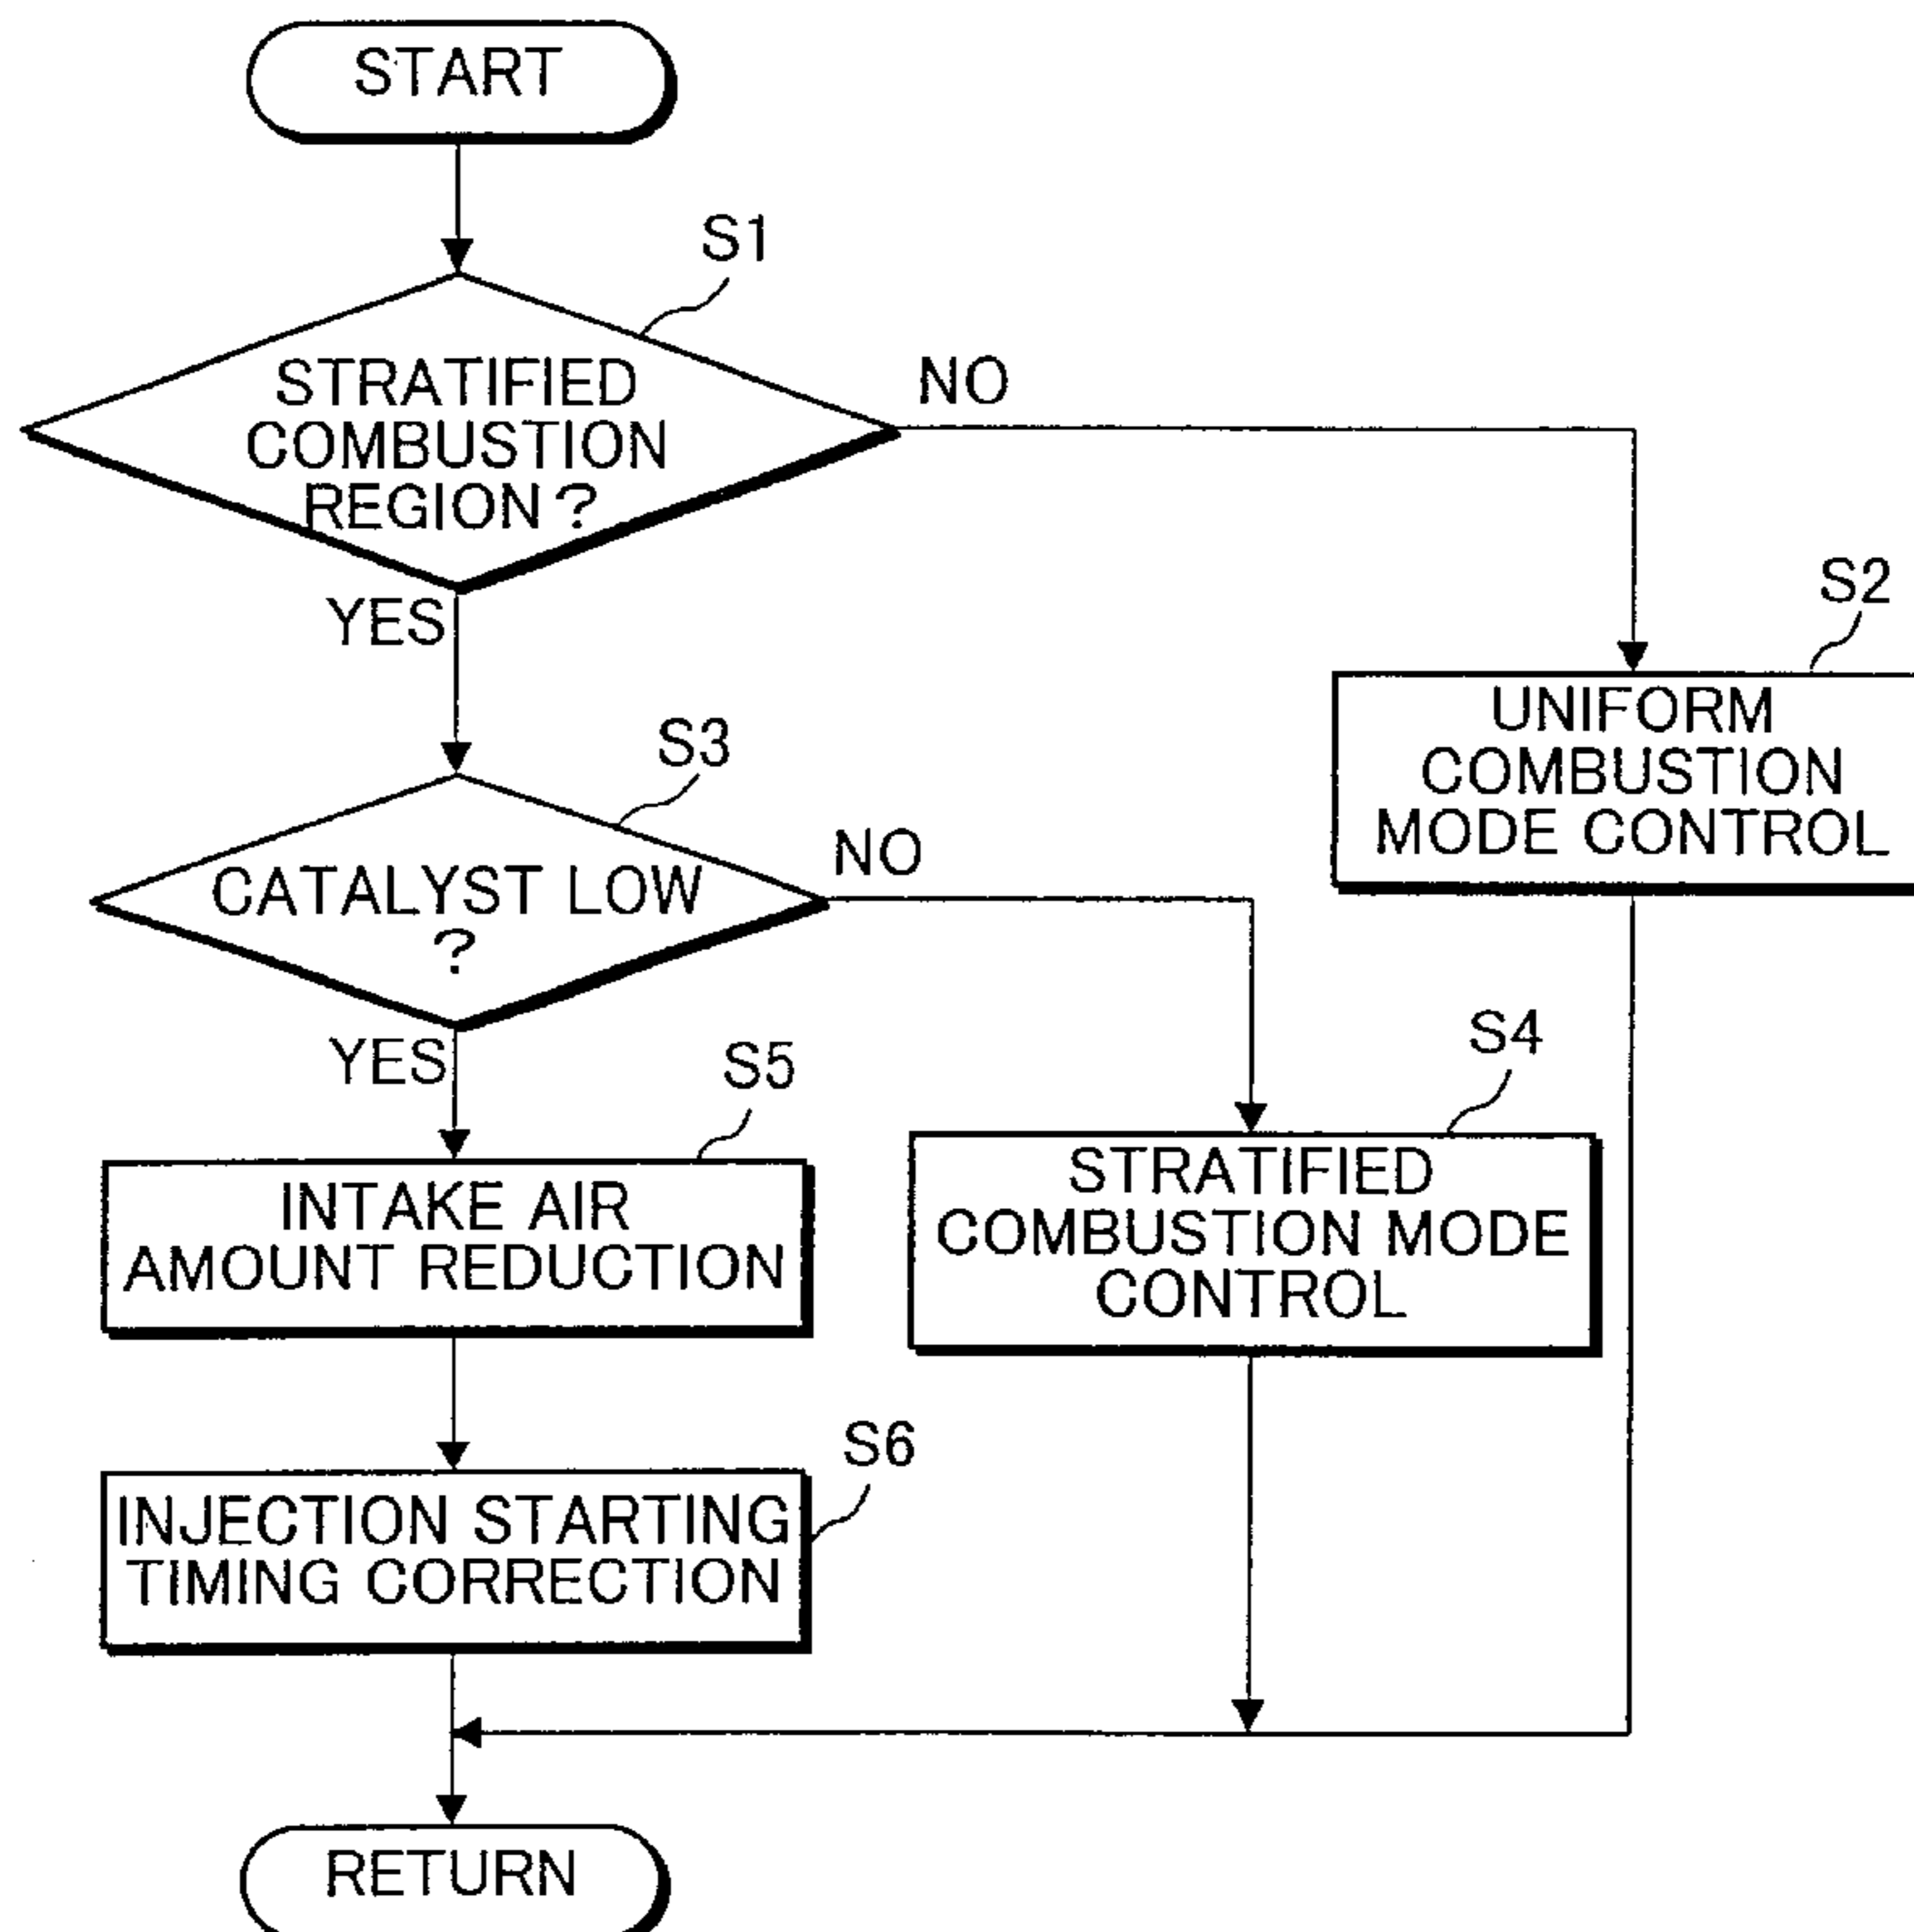 START
S1
STRATIFIED
COMBUSTION
REGION?
NO
YES
S2
UNIFORM
COMBUSTION
MODE CONTROL
S3
CATALYST LOW
?
NO
YES
S4
STRATIFIED
COMBUSTION MODE
CONTROL
S5
INTAKE AIR
AMOUNT REDUCTION
S6
INJECTION STARTING
TIMING CORRECTION
RETURN